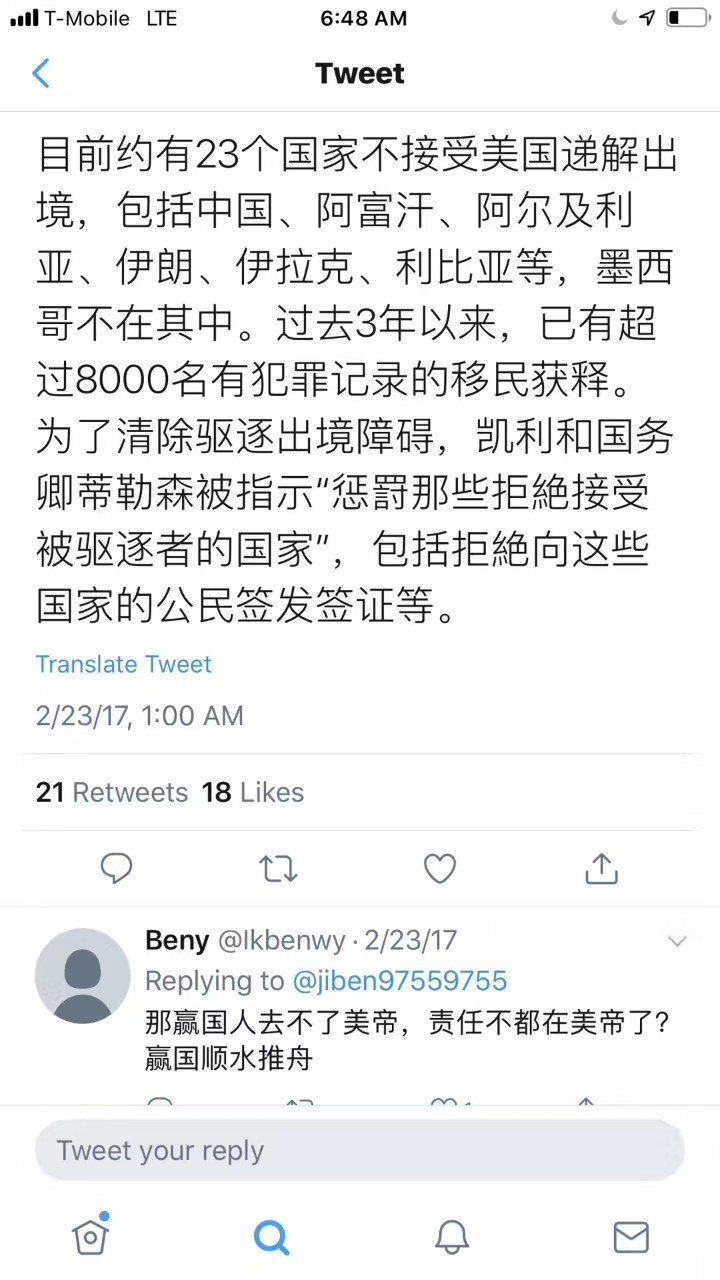 T-Mobile LTE 6:48 AM
Tweet
目前约有23个国家不接受美国递解出
境，包括中国、阿富汗、阿尔及利
亚、伊朗、伊拉克、利比亚等，墨西
哥不在其中。过去3年以来，已有超
过8000名有犯罪记录的移民获释。
为了清除驱逐出境障碍，凯利和国务
卿蒂勒森被指示“惩罸那些拒絶接受
被驱逐者的国家”，包括拒絶向这些
国家的公民签发签证等。
Translate Tweet
2/23/17, 1:00 AM
21 Retweets 18 Likes
Beny @lkbenwy · 2/23/17
Replying to @jiben97559755
那赢国人去不了美帝，责任不都在美帝了？
赢国顺水推舟
Tweet your reply